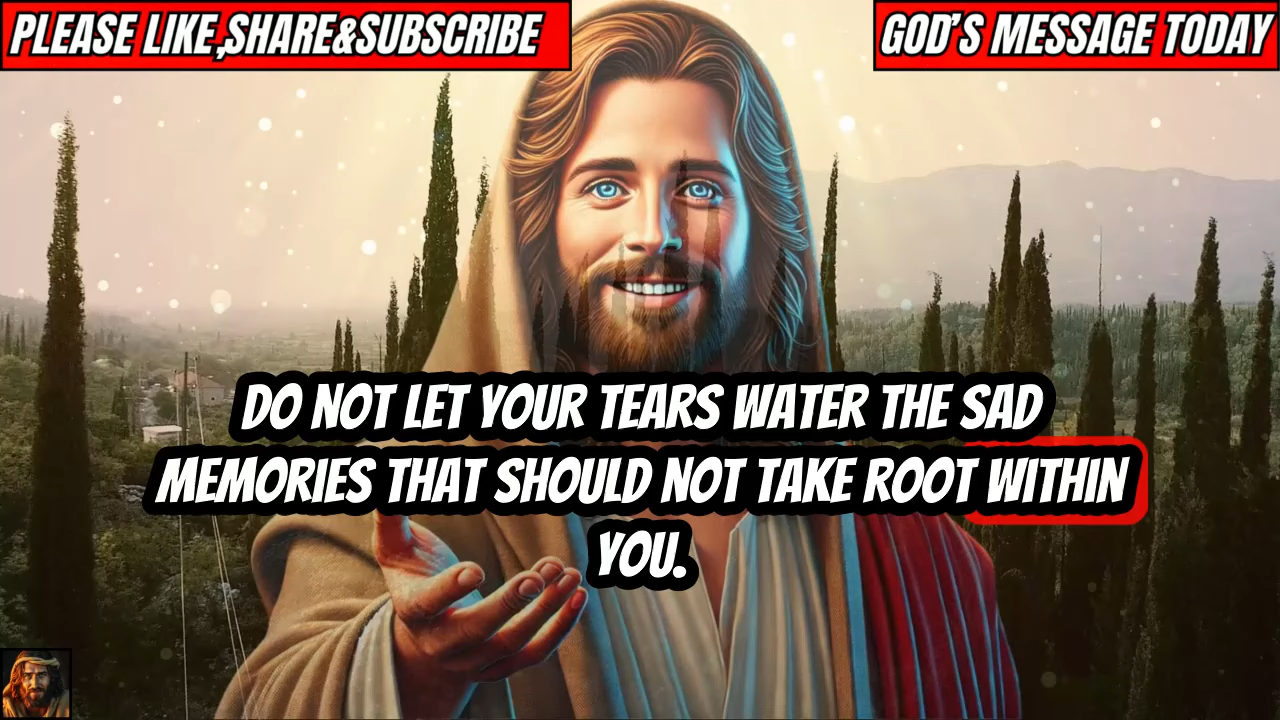 PLEASE LIKE,SHARE&SUBSCRIBE
GOD'S MESSAGE TODAY
DO NOT LET YOUR TEARS WATER THE SAD
MEMORIES THAT SHOULD NOT TAKE ROOT WITHIN
YOU.